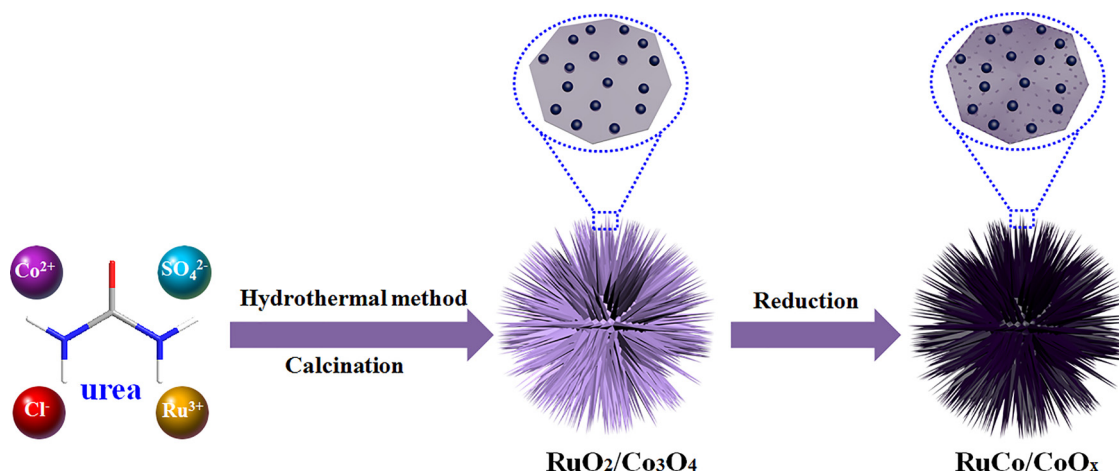 Co²⁺
SO₄²⁻
urea
Cl⁻
Ru³⁺
Hydrothermal method
Calcination
RuO₂/Co₃O₄
Reduction
RuCo/CoOₓ